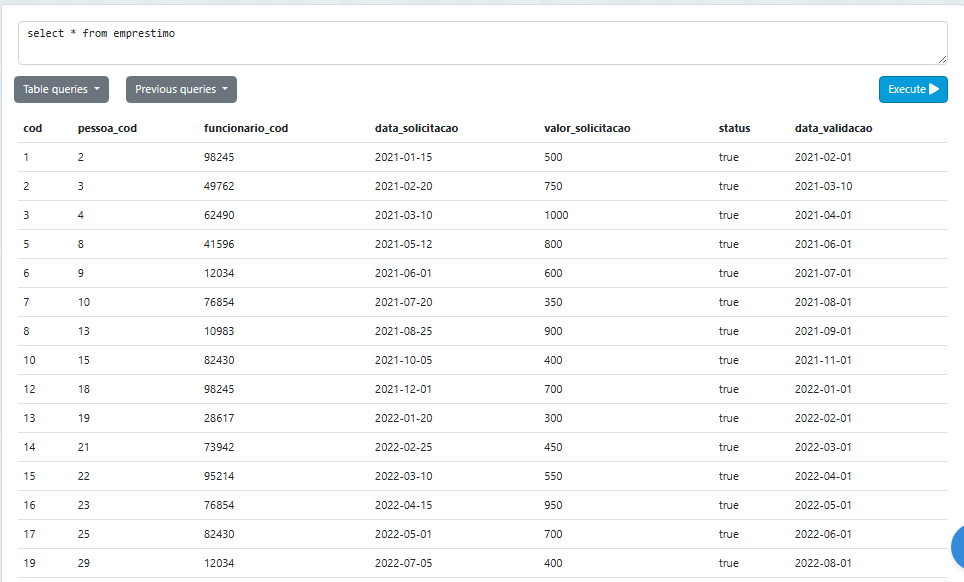 select * from emprestimo
Table queries Previous queries Execute
cod pessoa_cod funcionario_cod data_solicitacao valor_solicitacao status data_validacao
1 2 98245 2021-01-15 500 true 2021-02-01
2 3 49762 2021-02-20 750 true 2021-03-10
3 4 62490 2021-03-10 1000 true 2021-04-01
5 8 41596 2021-05-12 800 true 2021-06-01
6 9 12034 2021-06-01 600 true 2021-07-01
7 10 76854 2021-07-20 350 true 2021-08-01
8 13 10983 2021-08-25 900 true 2021-09-01
10 15 82430 2021-10-05 400 true 2021-11-01
12 18 98245 2021-12-01 700 true 2022-01-01
13 19 28617 2022-01-20 300 true 2022-02-01
14 21 73942 2022-02-25 450 true 2022-03-01
15 22 95214 2022-03-10 550 true 2022-04-01
16 23 76854 2022-04-15 950 true 2022-05-01
17 25 82430 2022-05-01 700 true 2022-06-01
19 29 12034 2022-07-05 400 true 2022-08-01